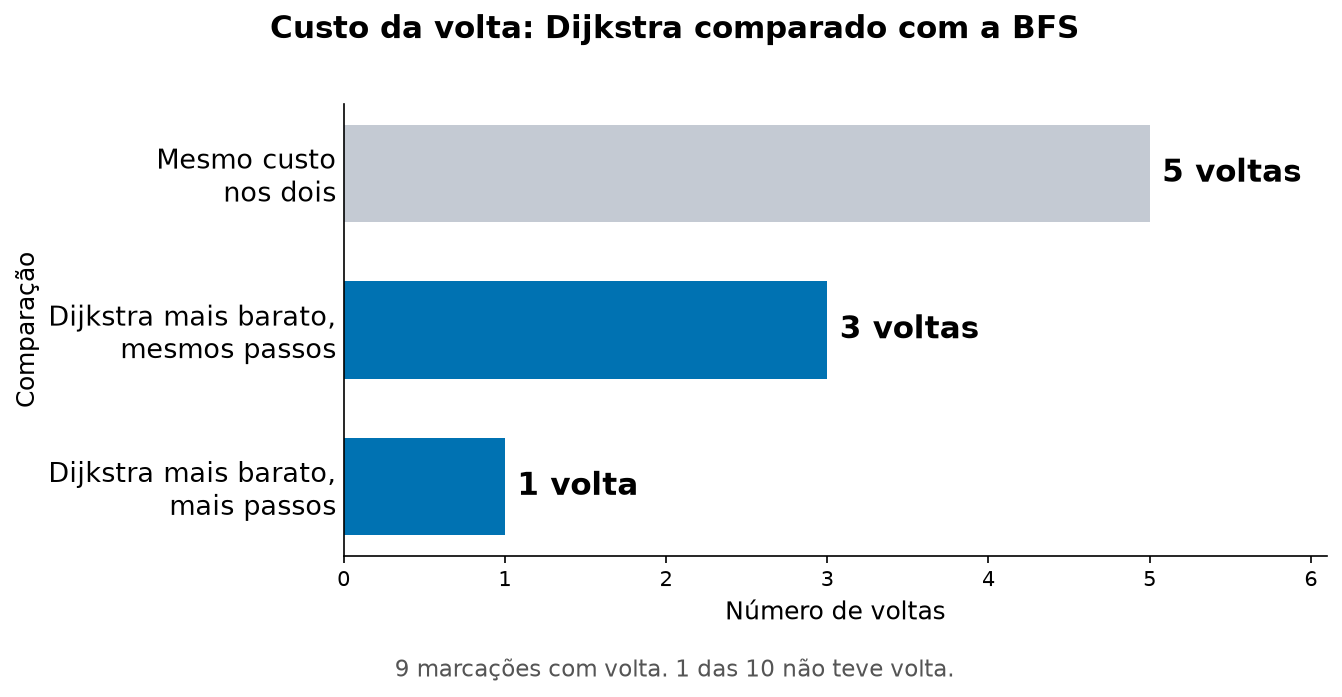 Custo da volta: Dijkstra comparado com a BFS
Comparação
Mesmo custo
nos dois
5 voltas
Dijkstra mais barato,
mesmos passos
3 voltas
Dijkstra mais barato,
mais passos
1 volta
0 1 2 3 4 5 6
Número de voltas
9 marcações com volta. 1 das 10 não teve volta.